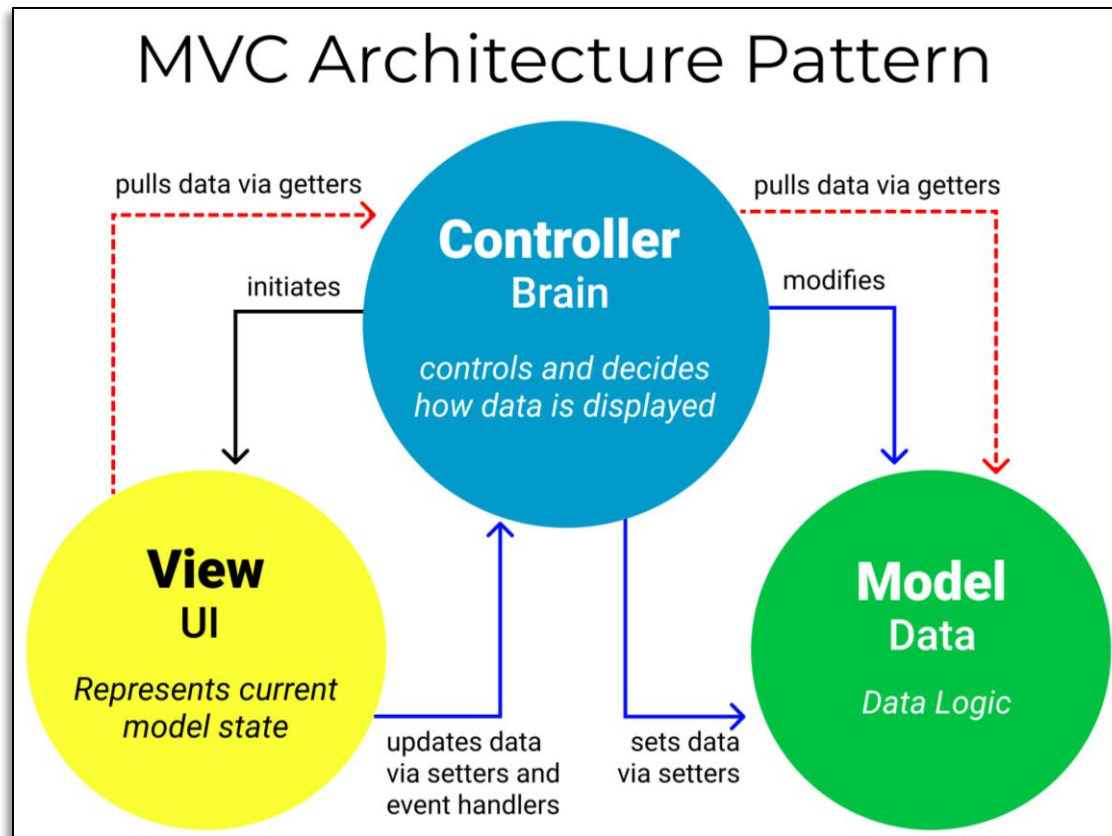 MVC Architecture Pattern
pulls data via getters
pulls data via getters
Controller
Brain
initiates
modifies
controls and decides
how data is displayed
View
UI
Represents current
model state
Model
Data
Data Logic
updates data
via setters and
event handlers
sets data
via setters